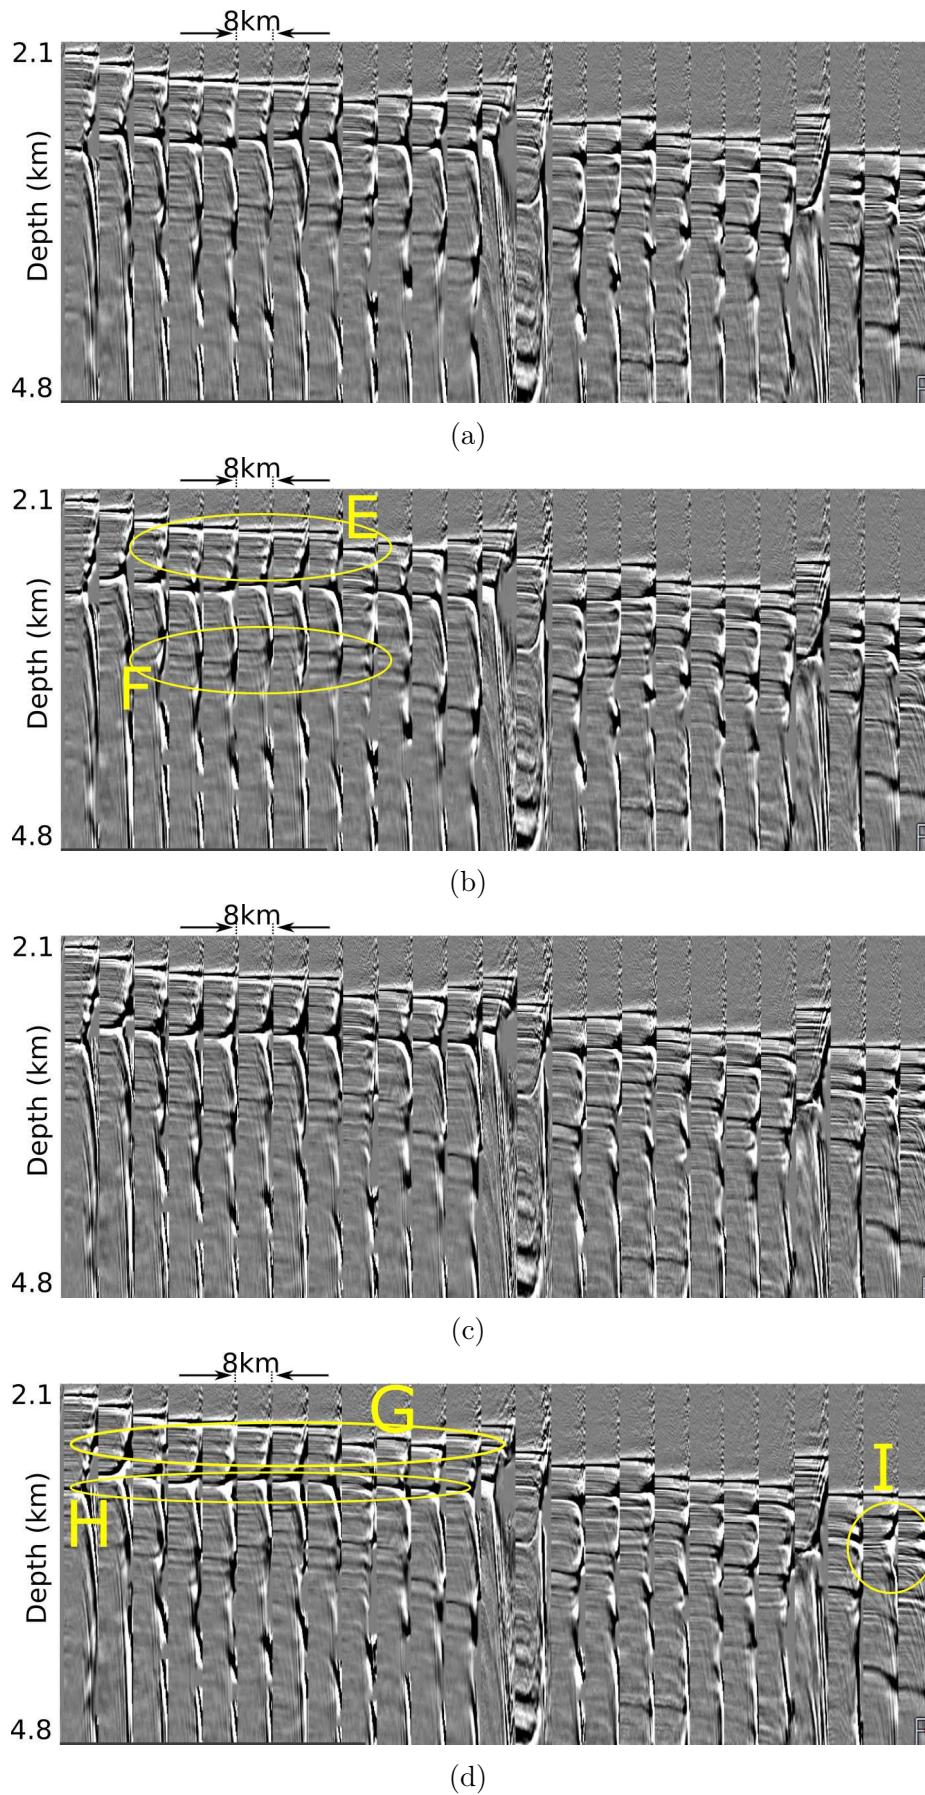 8km
2.1
Depth (km)
4.8
(a)
8km
2.1
E
Depth (km)
F
4.8
(b)
8km
2.1
Depth (km)
4.8
(c)
8km
2.1
G
I
H
Depth (km)
4.8
(d)